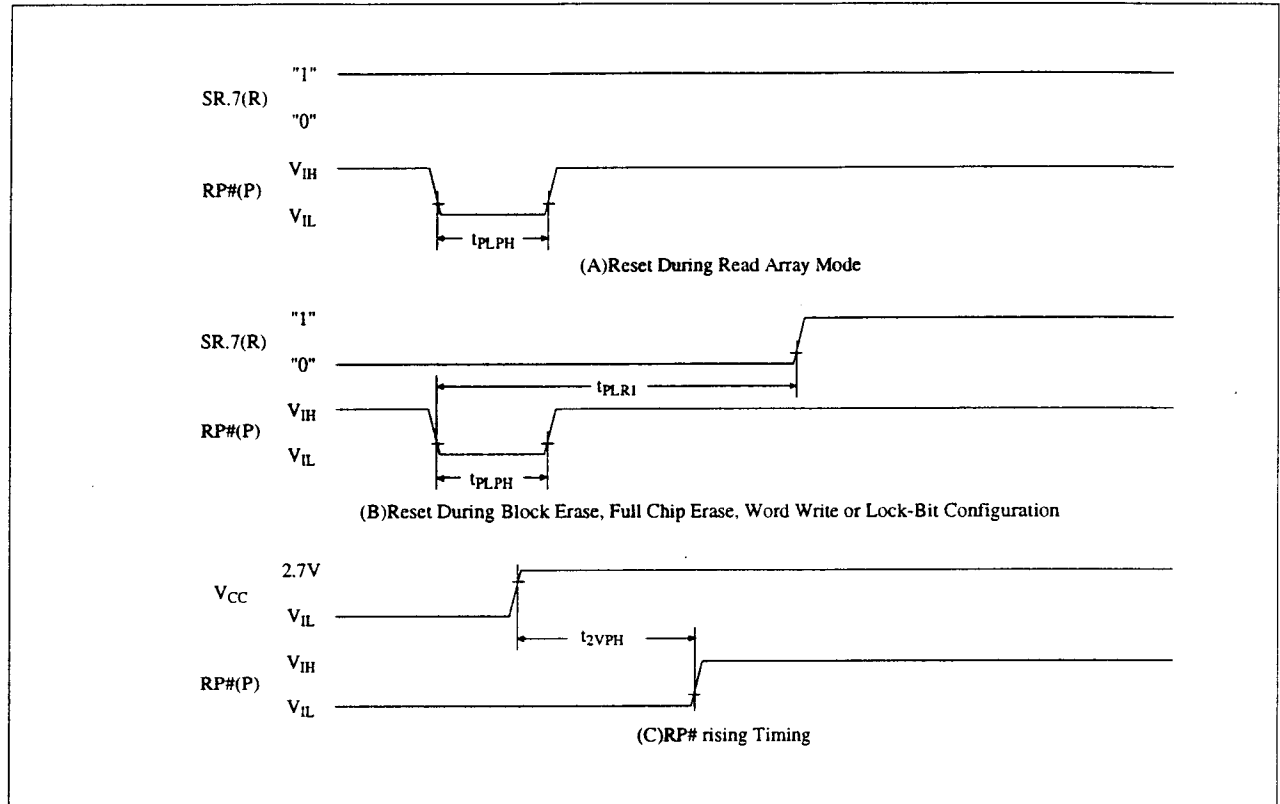 "1"
SR.7(R)
"0"
VIH
RP#(P)
VIL
tPLPH
(A)Reset During Read Array Mode
"1"
SR.7(R)
"0"
tPLR1
VIH
RP#(P)
VIL
tPLPH
(B)Reset During Block Erase, Full Chip Erase, Word Write or Lock-Bit Configuration
2.7V
VCC
VIL
t2VPH
VIH
RP#(P)
VIL
(C)RP# rising Timing